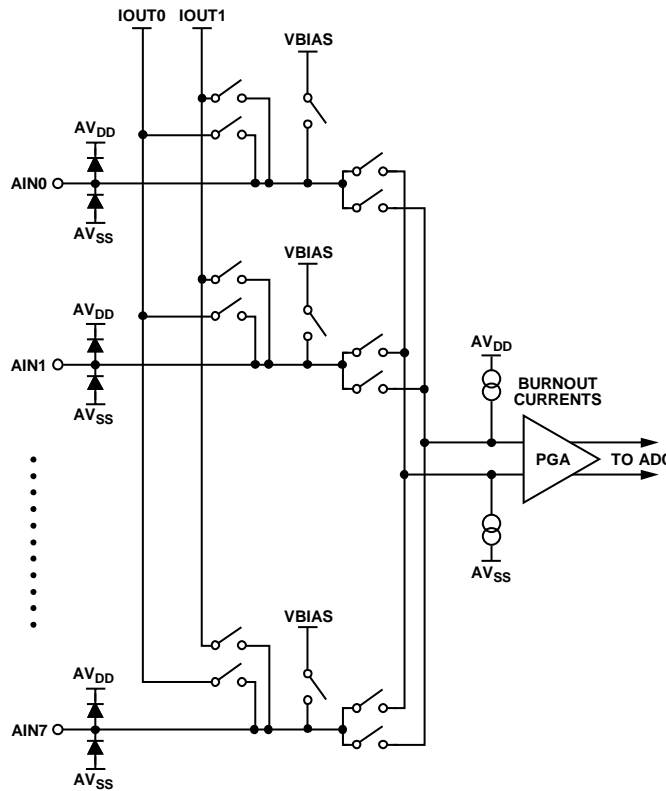 IOUT0 IOUT1
VBIAS
AVDD
AIN0
AVSS
VBIAS
AVDD
AIN1
AVSS
AVDD
BURNOUT
CURRENTS
PGA
TO ADC
AVSS
VBIAS
AVDD
AIN7
AVSS